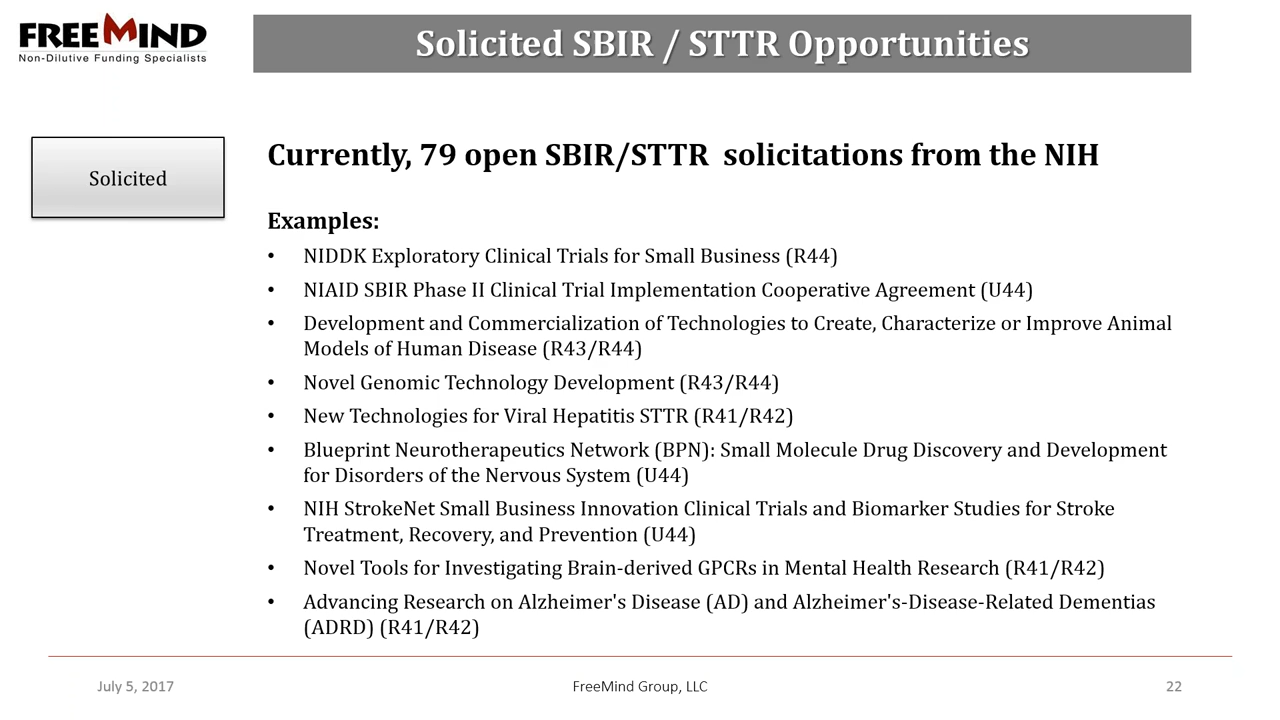 FREEMIND
Non-Dilutive Funding Specialists
Solicited SBIR / STTR Opportunities
Solicited
Currently, 79 open SBIR/STTR solicitations from the NIH
Examples:
• NIDDK Exploratory Clinical Trials for Small Business (R44)
• NIAID SBIR Phase II Clinical Trial Implementation Cooperative Agreement (U44)
• Development and Commercialization of Technologies to Create, Characterize or Improve Animal
Models of Human Disease (R43/R44)
• Novel Genomic Technology Development (R43/R44)
• New Technologies for Viral Hepatitis STTR (R41/R42)
• Blueprint Neurotherapeutics Network (BPN): Small Molecule Drug Discovery and Development
for Disorders of the Nervous System (U44)
• NIH StrokeNet Small Business Innovation Clinical Trials and Biomarker Studies for Stroke
Treatment, Recovery, and Prevention (U44)
• Novel Tools for Investigating Brain-derived GPCRs in Mental Health Research (R41/R42)
• Advancing Research on Alzheimer's Disease (AD) and Alzheimer's-Disease-Related Dementias
(ADRD) (R41/R42)
July 5, 2017
FreeMind Group, LLC
22